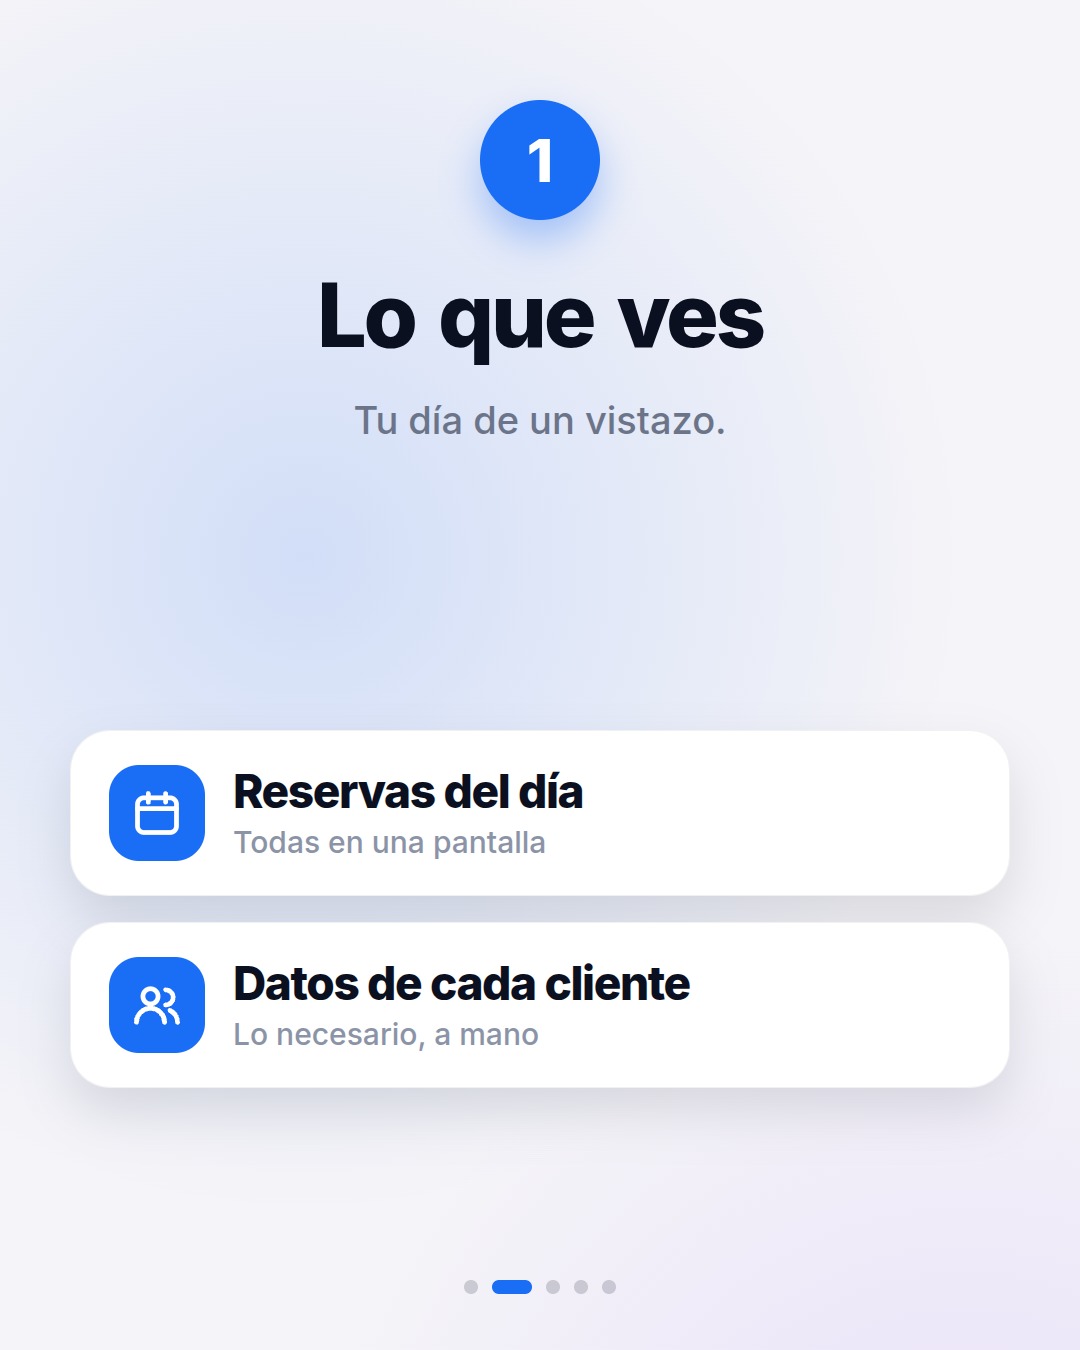 1
Lo que ves
Tu día de un vistazo.
Reservas del día
Todas en una pantalla
Datos de cada cliente
Lo necesario, a mano